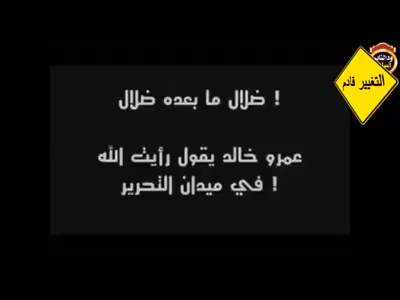 ضلال ما بعده ضلال !
عمرو خالد يقول رأيت الله
في ميدان التحرير !
التغيير قادم